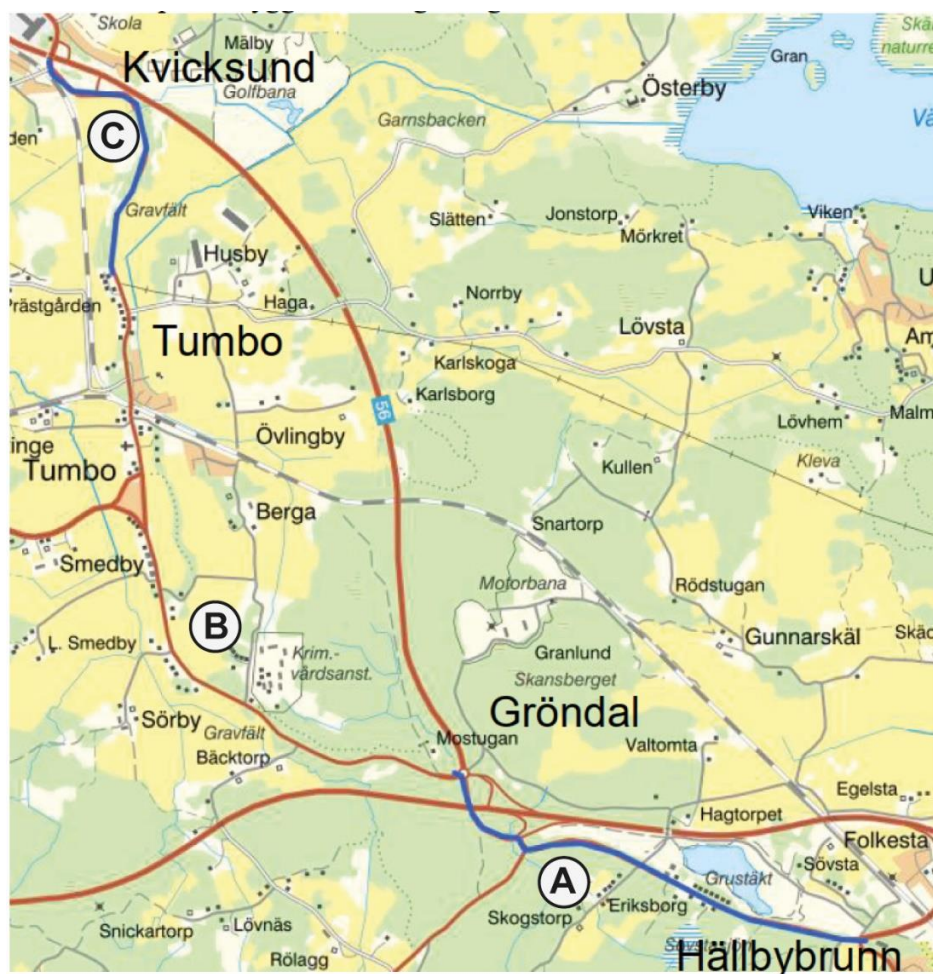 Skola
Mälby
Gran
Kvicksund
Österby
Golfbana
C
Garnsbacken
Gravfält
Slätten
Jonstorp
Viken
Mörkret
Husby
Prästgården
Haga
Norrby
Lövsta
Tumbo
Karlskoga
56
Karlsborg
Lövhem
Övlingby
Tumbo
Kullen
Kleva
Berga
Snartorp
Smedby
Motorbana
Rödstugan
B
L. Smedby
Krim.-
vårdsanst.
Granlund
Gunnarskäl
Skansberget
Sörby
Gröndal
Gravfält
Mostugan
Valtomta
Bäcktorp
Egelsta
Hagtorpet
Folkesta
A
Sövsta
Grustäkt
Skogstorp
Eriksborg
Lövnäs
Snickartorp
Rölagg
Hällbybrunn